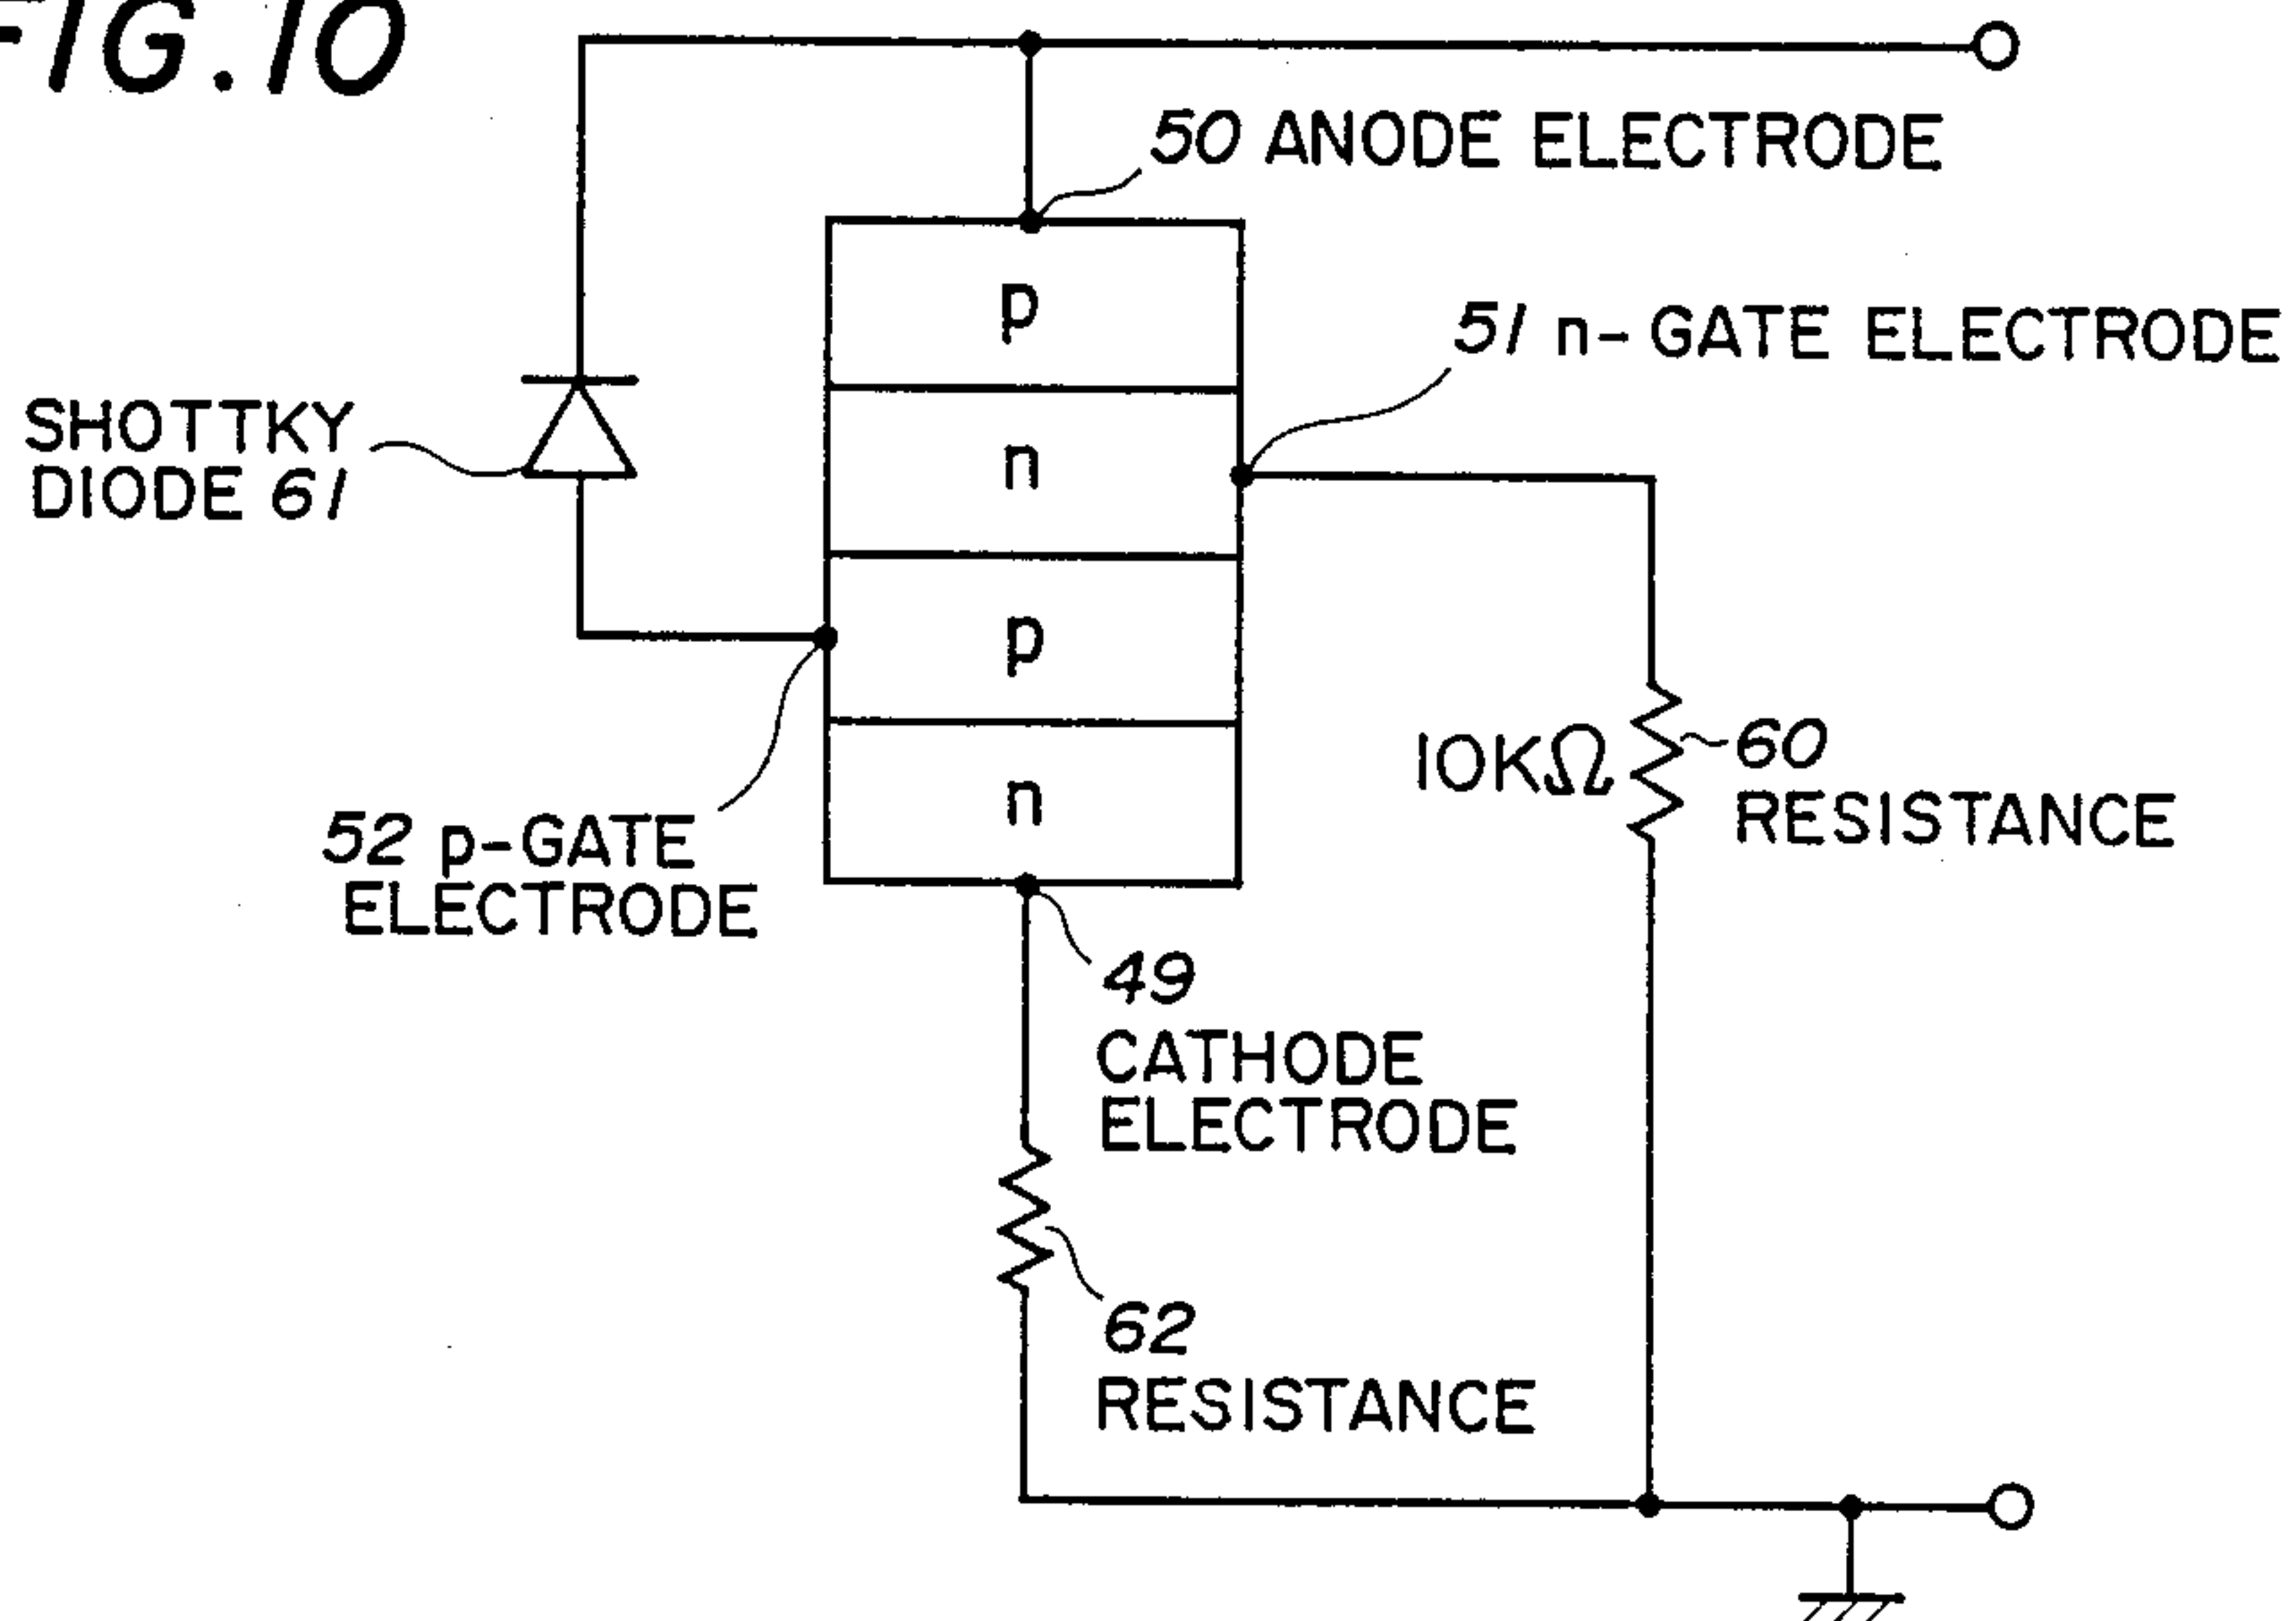 FIG.10
50 ANODE ELECTRODE
p
51 n-GATE ELECTRODE
SHOTTKY
DIODE 61
n
p
10KΩ
60
RESISTANCE
52 p-GATE
ELECTRODE
n
49
CATHODE
ELECTRODE
62
RESISTANCE